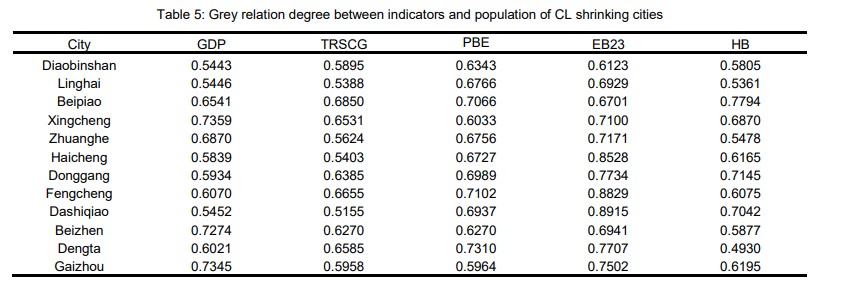 Table 5: Grey relation degree between indicators and population of CL shrinking cities
City GDP TRSCG PBE EB23 HB
Diaobinshan 0.5443 0.5895 0.6343 0.6123 0.5805
Linghai 0.5446 0.5388 0.6766 0.6929 0.5361
Beipiao 0.6541 0.6850 0.7066 0.6701 0.7794
Xingcheng 0.7359 0.6531 0.6033 0.7100 0.6870
Zhuanghe 0.6870 0.5624 0.6756 0.7171 0.5478
Haicheng 0.5839 0.5403 0.6727 0.8528 0.6165
Donggang 0.5934 0.6385 0.6989 0.7734 0.7145
Fengcheng 0.6070 0.6655 0.7102 0.8829 0.6075
Dashiqiao 0.5452 0.5155 0.6937 0.8915 0.7042
Beizhen 0.7274 0.6270 0.6270 0.6941 0.5877
Dengta 0.6021 0.6585 0.7310 0.7707 0.4930
Gaizhou 0.7345 0.5958 0.5964 0.7502 0.6195